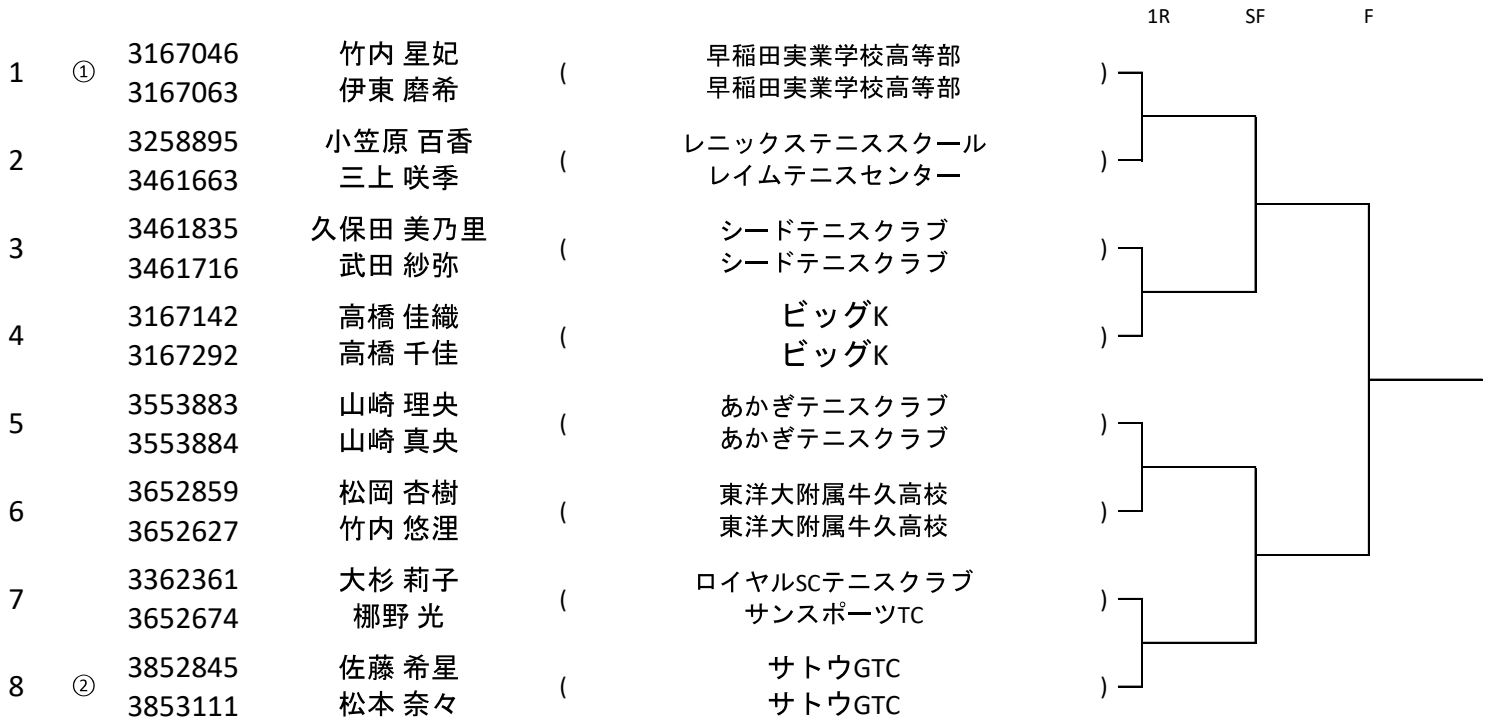 1R SF F
3167046 竹内 星妃 早稲田実業学校高等部
1 ① ( )
3167063 伊東 磨希 早稲田実業学校高等部
3258895 小笠原 百香 レニックステニススクール
2 ( )
3461663 三上 咲季 レイムテニスセンター
3461835 久保田 美乃里 シードテニスクラブ
3 ( )
3461716 武田 紗弥 シードテニスクラブ
3167142 高橋 佳織 ビッグK
4 ( )
3167292 高橋 千佳 ビッグK
3553883 山崎 理央 あかぎテニスクラブ
5 ( )
3553884 山崎 真央 あかぎテニスクラブ
3652859 松岡 杏樹 東洋大附属牛久高校
6 ( )
3652627 竹内 悠浬 東洋大附属牛久高校
3362361 大杉 莉子 ロイヤルSCテニスクラブ
7 ( )
3652674 梛野 光 サンスポーツTC
3852845 佐藤 希星 サトウGTC
8 ② ( )
3853111 松本 奈々 サトウGTC